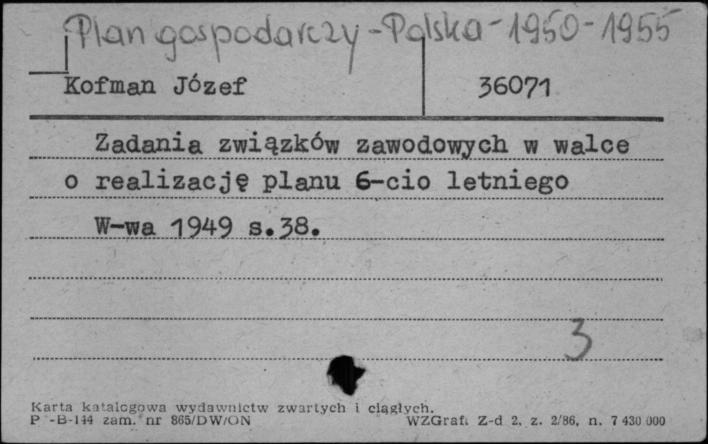 Plan gospodarczy - Polska - 1950 - 1955
Kofman Józef 36071
Zadania związków zawodowych w walce
o realizację planu 6-cio letniego
W-wa 1949 s.38.
3
Karta katalogowa wydawnictw zwartych i ciągłych.
P -B-144 zam. nr 865/DW/ON WZGraf. Z-d 2, z. 2/86, n. 7 430 000